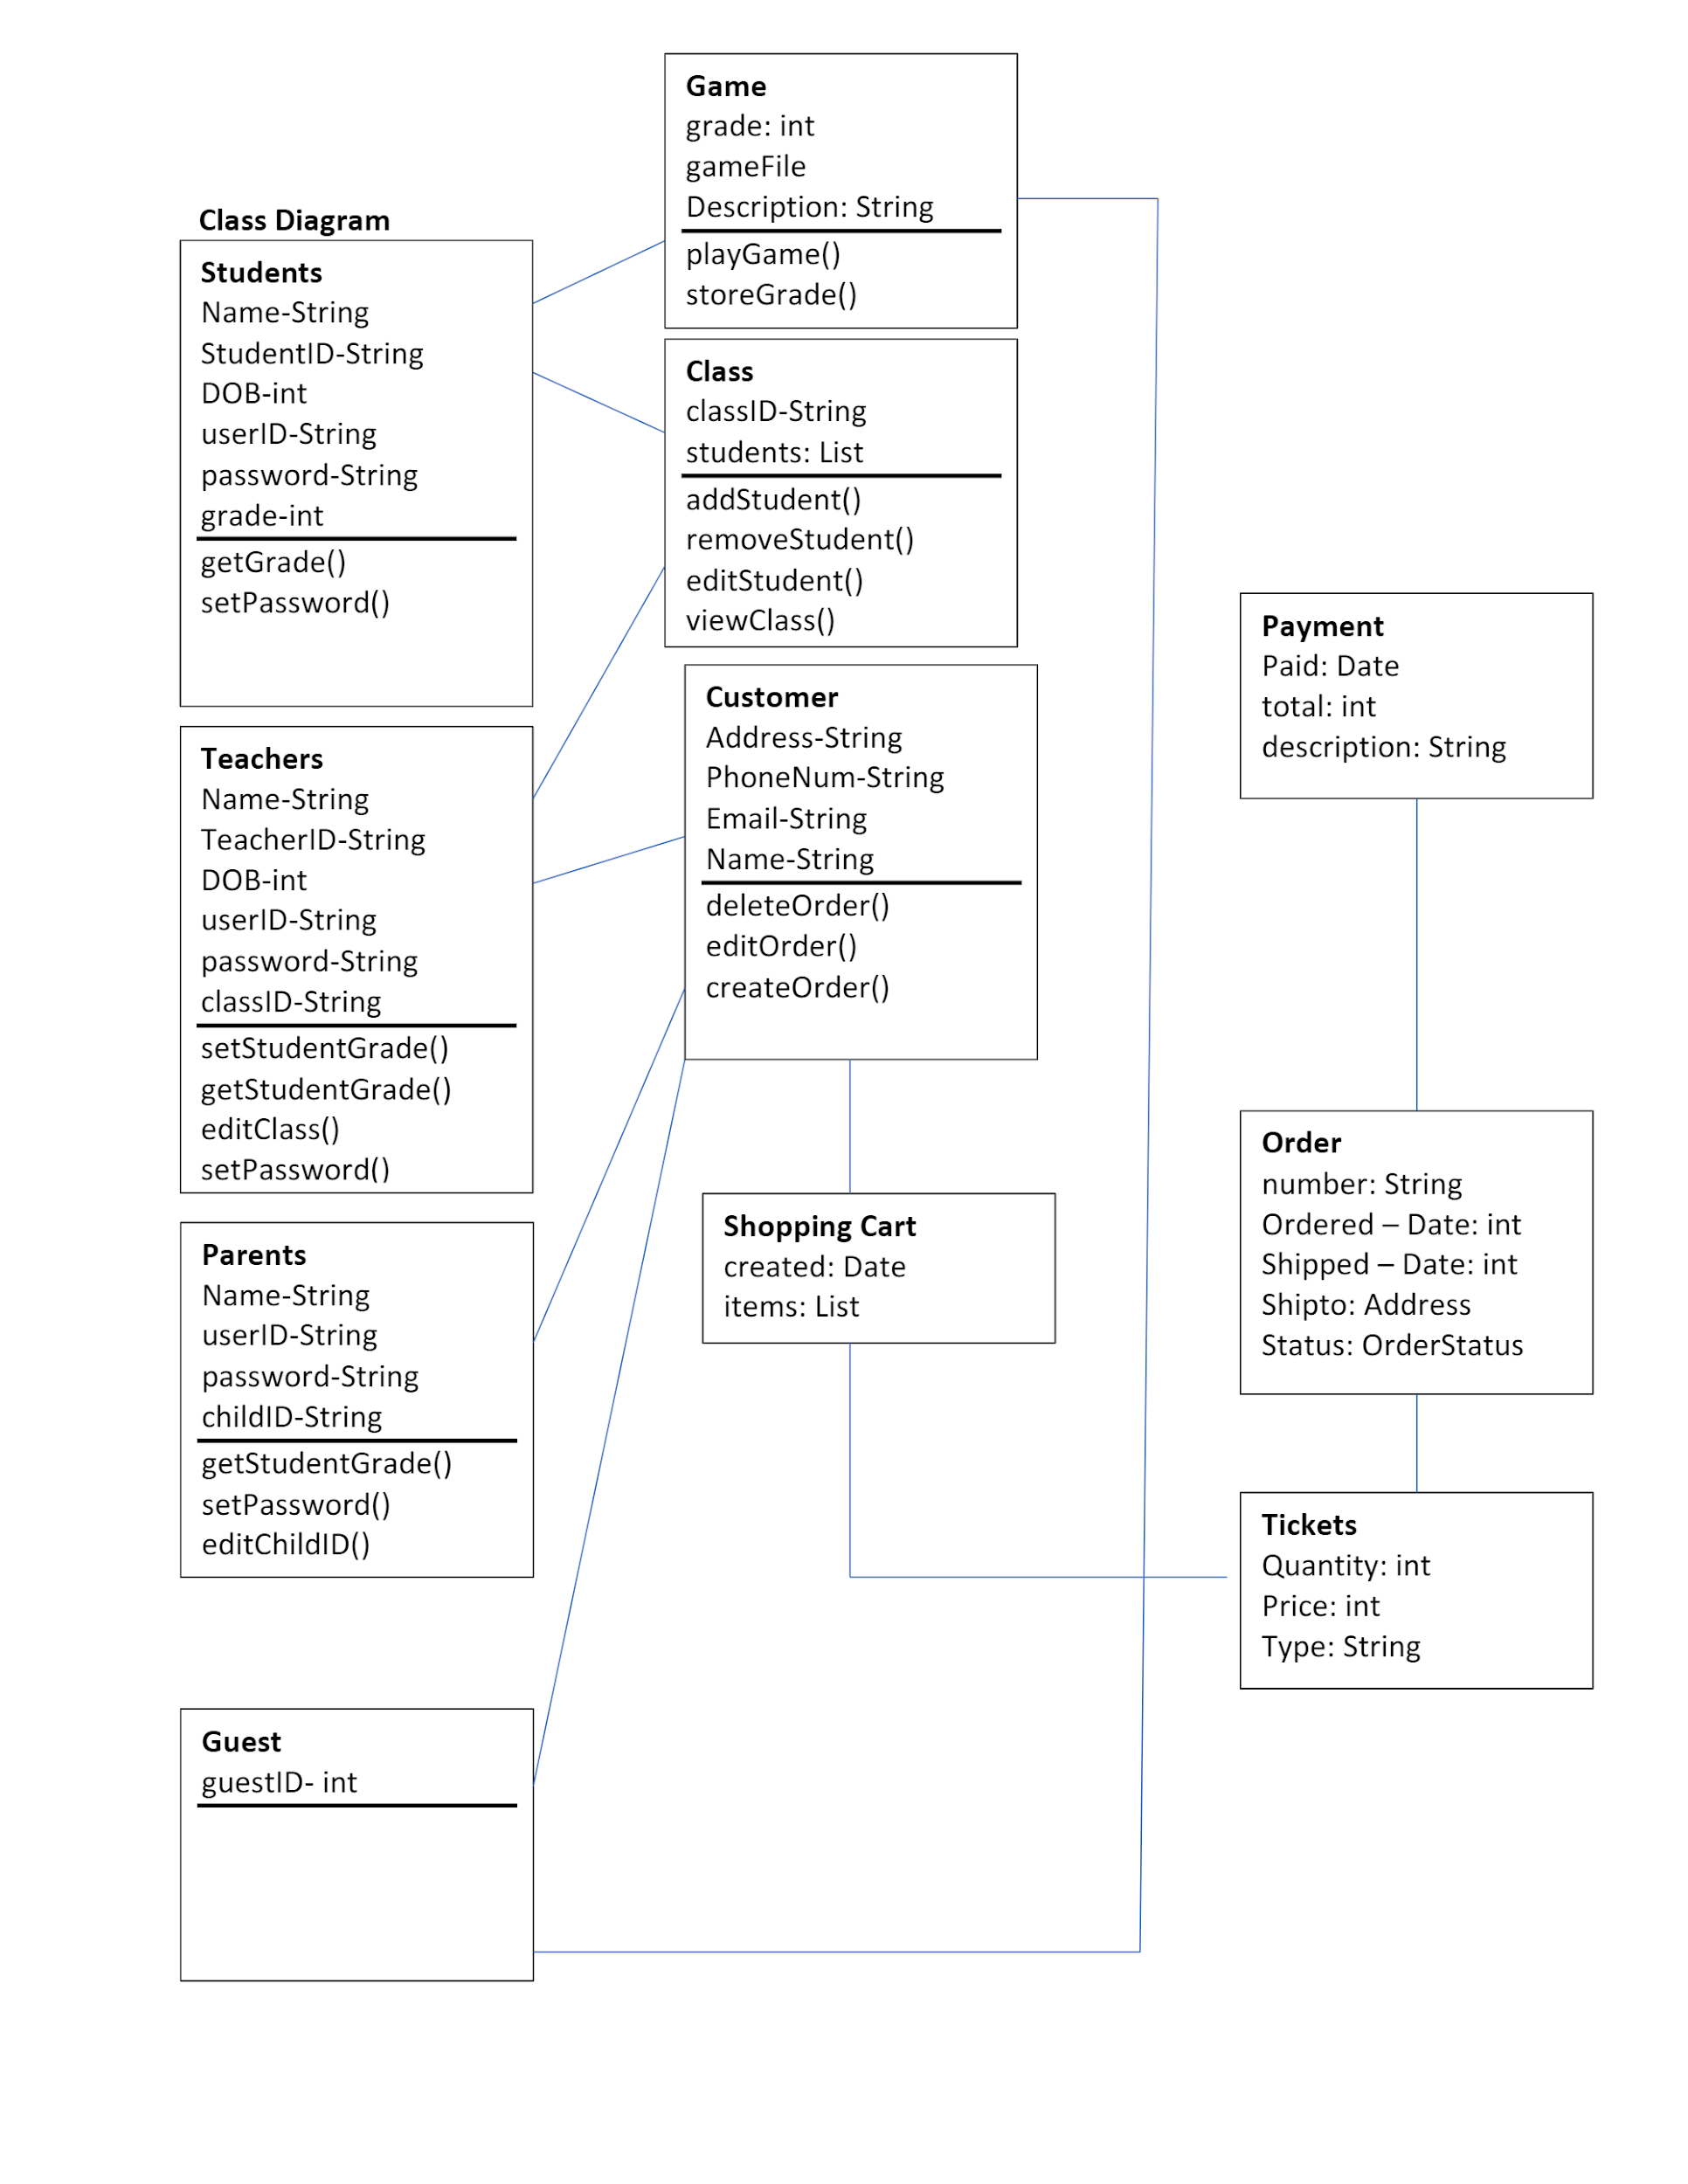 Class Diagram
Students
Name-String
StudentID-String
DOB-int
userID-String
password-String
grade-int
getGrade()
setPassword()
Teachers
Name-String
TeacherID-String
DOB-int
userID-String
password-String
classID-String
setStudentGrade()
getStudentGrade()
editClass()
setPassword()
Parents
Name-String
userID-String
password-String
childID-String
getStudentGrade()
setPassword()
editChildID()
Guest
guestID- int
Game
grade: int
gameFile
Description: String
playGame()
storeGrade()
Class
classID-String
students: List
addStudent()
removeStudent()
editStudent()
viewClass()
Customer
Address-String
PhoneNum-String
Email-String
Name-String
deleteOrder()
editOrder()
createOrder()
Shopping Cart
created: Date
items: List
Payment
Paid: Date
total: int
description: String
Order
number: String
Ordered – Date: int
Shipped – Date: int
Shipto: Address
Status: OrderStatus
Tickets
Quantity: int
Price: int
Type: String